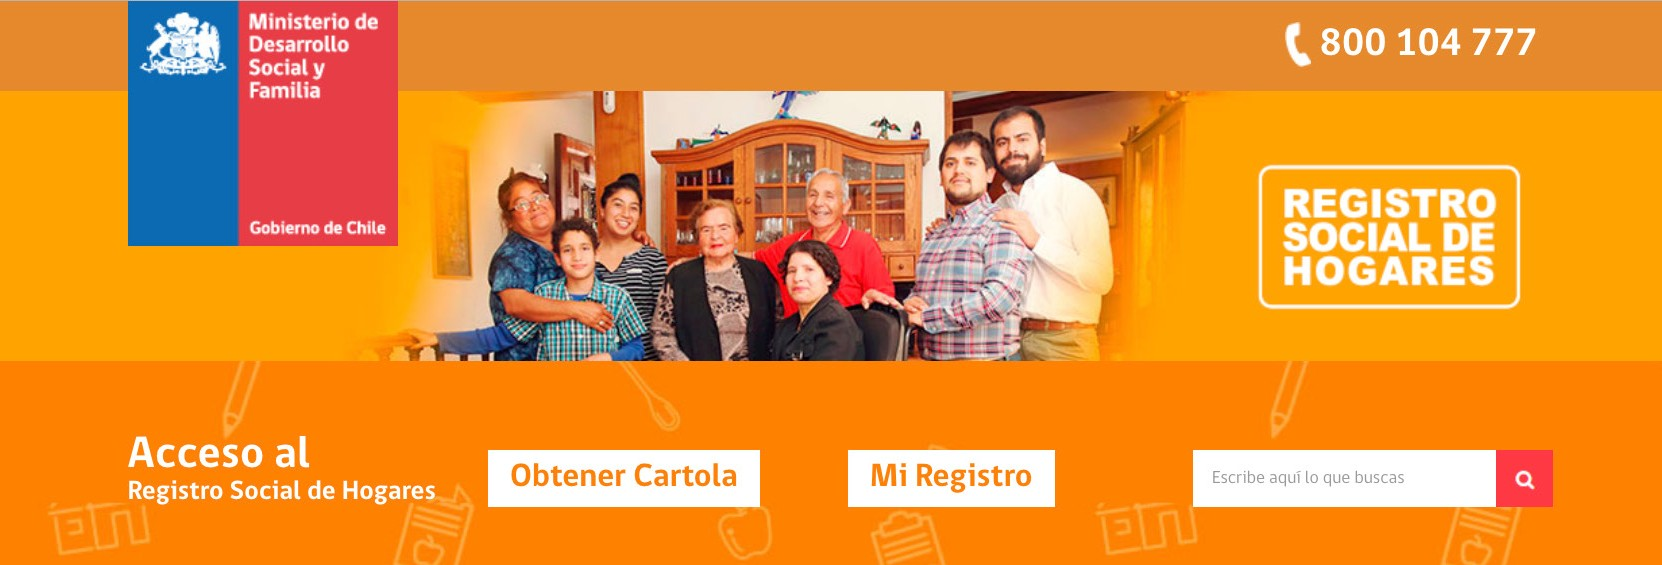 Ministerio de
Desarrollo
Social y
Familia
Gobierno de Chile
800 104 777
REGISTRO
SOCIAL DE
HOGARES
Acceso al
Registro Social de Hogares
Obtener Cartola
Mi Registro
Escribe aquí lo que buscas